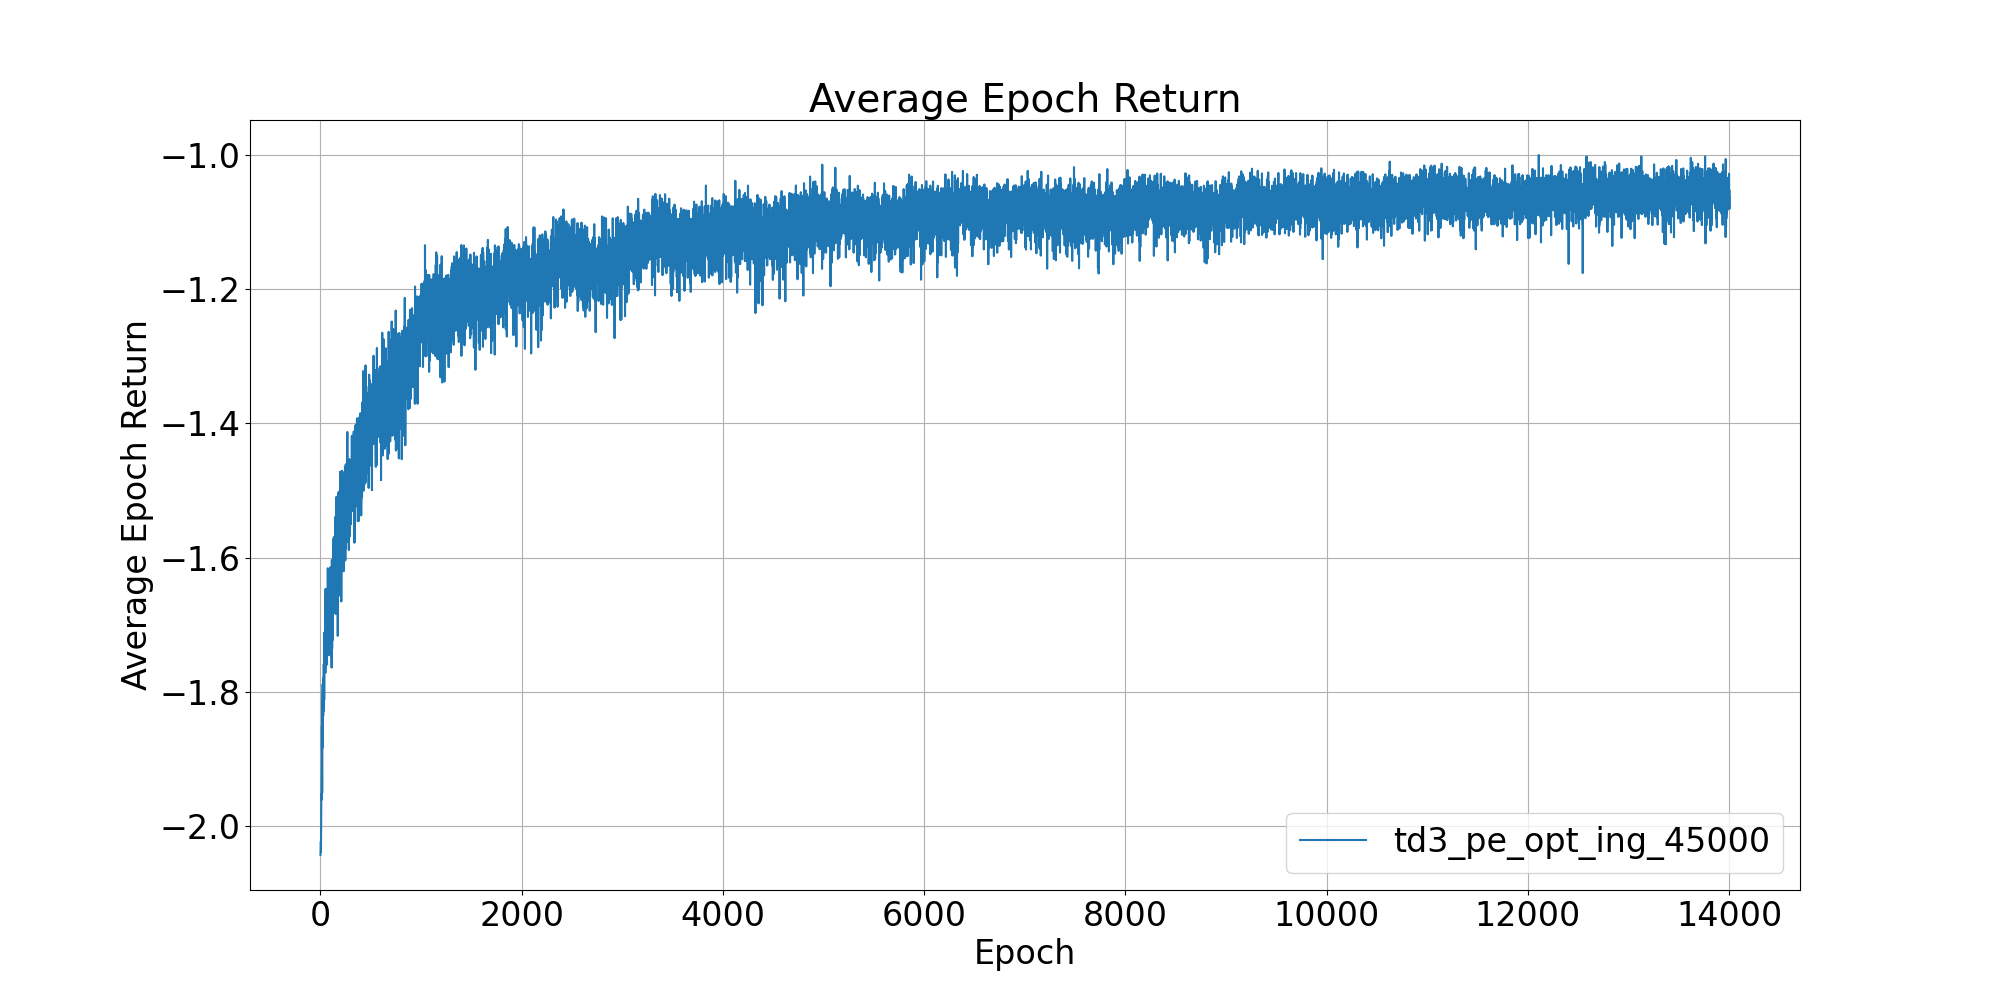 Average Epoch Return
−1.0
−1.2
−1.4
−1.6
−1.8
−2.0
Average Epoch Return
td3_pe_opt_ing_45000
0 2000 4000 6000 8000 10000 12000 14000
Epoch